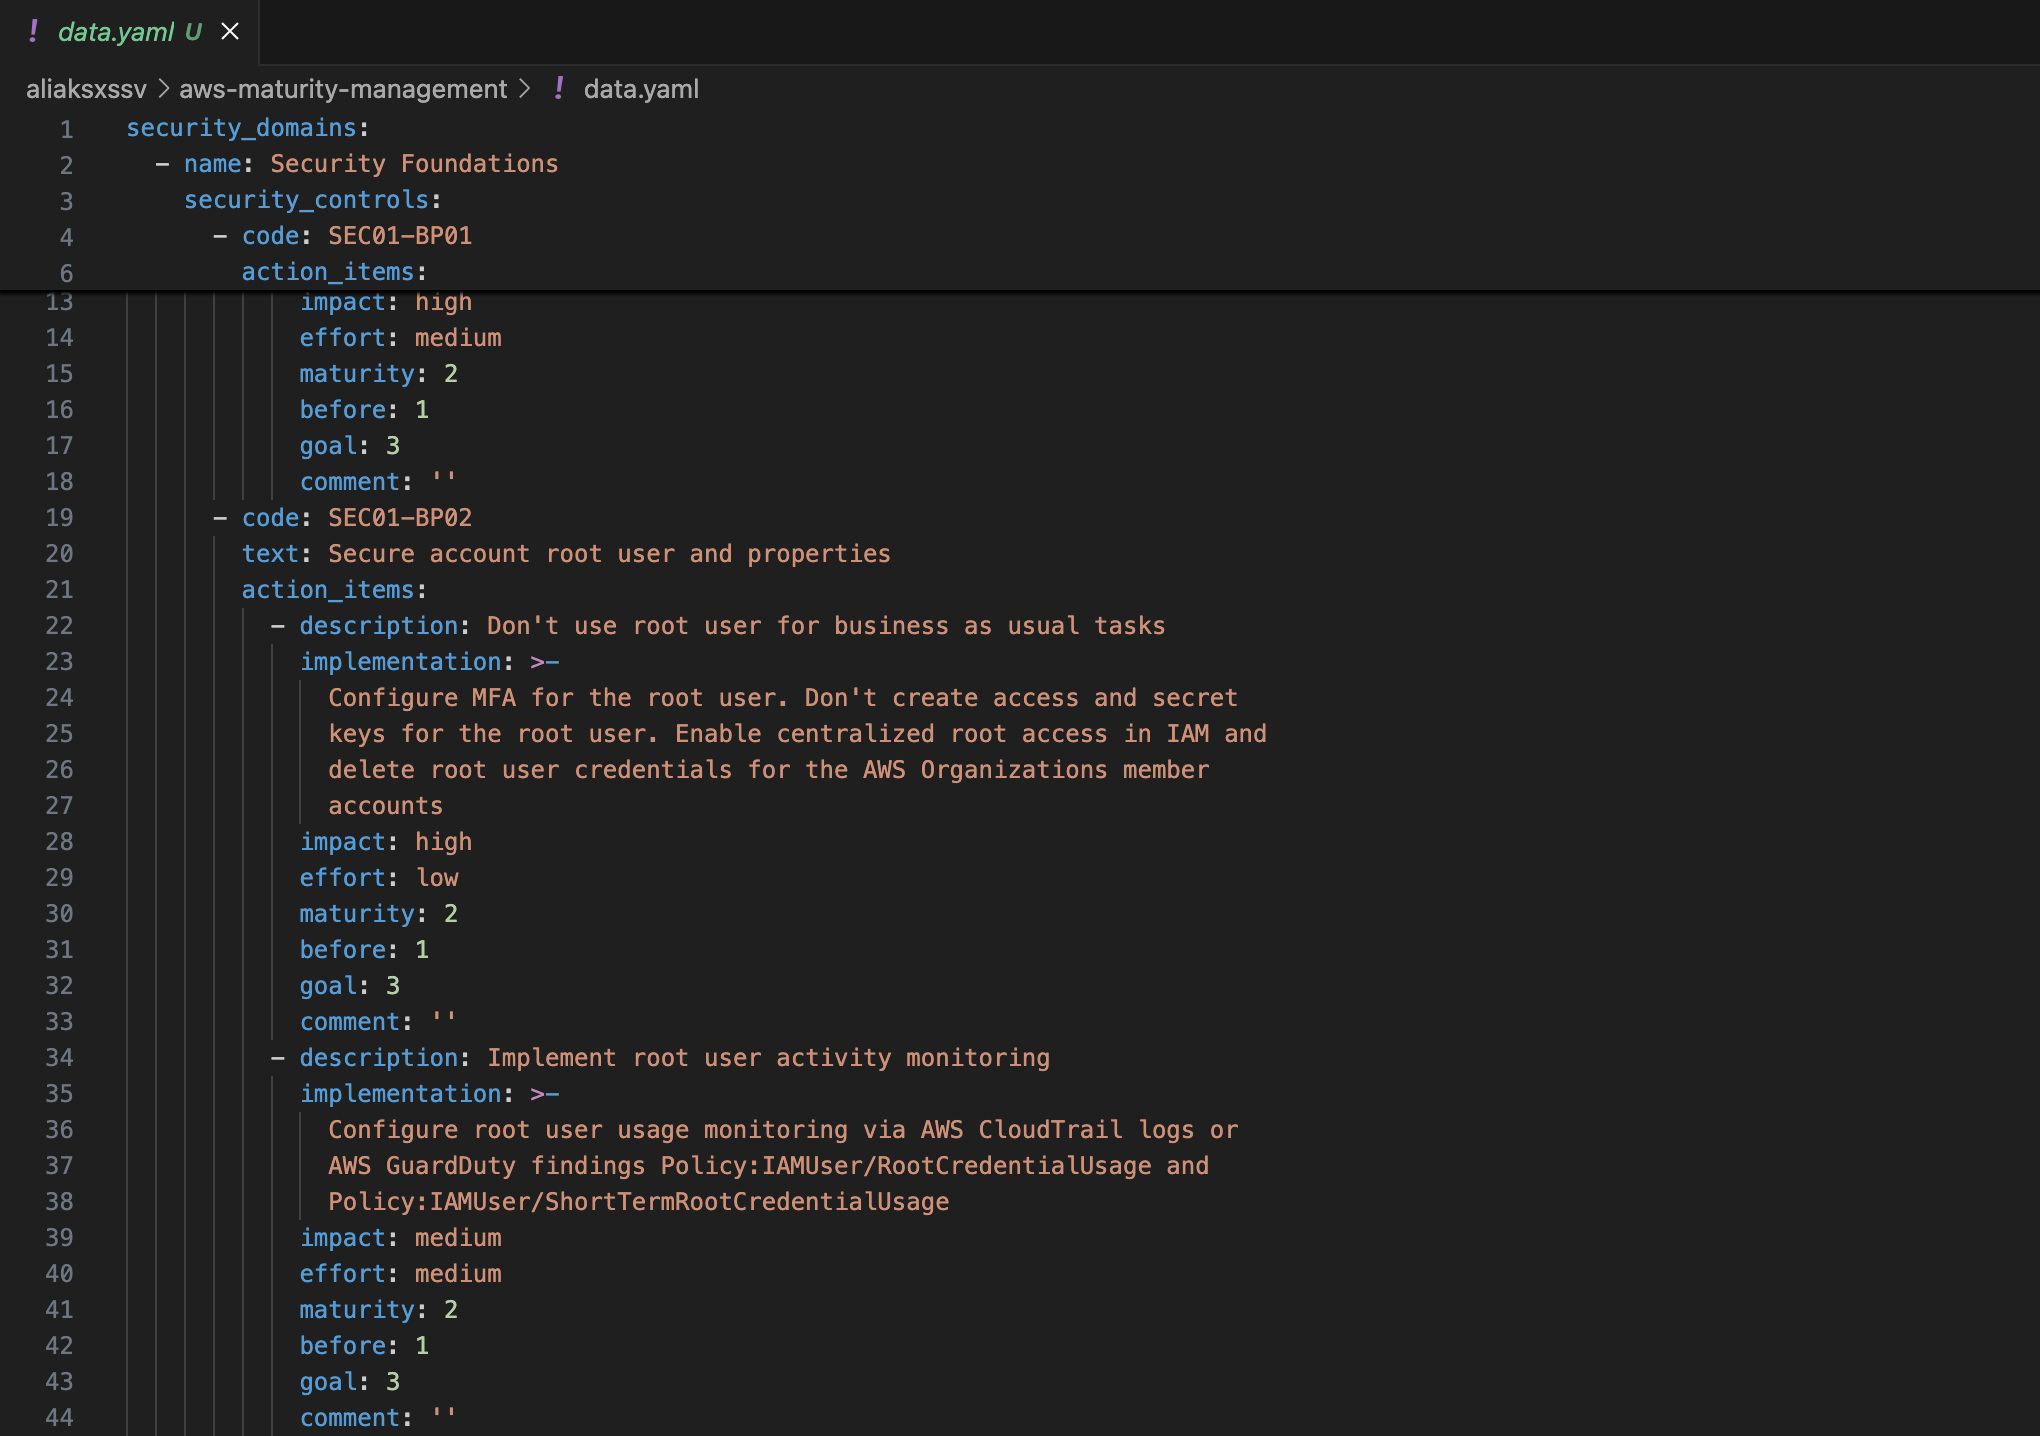 ! data.yaml U ×
aliaksxssv > aws-maturity-management > ! data.yaml
1 security_domains:
2 - name: Security Foundations
3 security_controls:
4 - code: SEC01-BP01
6 action_items:
13 impact: high
14 effort: medium
15 maturity: 2
16 before: 1
17 goal: 3
18 comment: ''
19 - code: SEC01-BP02
20 text: Secure account root user and properties
21 action_items:
22 - description: Don't use root user for business as usual tasks
23 implementation: >-
24 Configure MFA for the root user. Don't create access and secret
25 keys for the root user. Enable centralized root access in IAM and
26 delete root user credentials for the AWS Organizations member
27 accounts
28 impact: high
29 effort: low
30 maturity: 2
31 before: 1
32 goal: 3
33 comment: ''
34 - description: Implement root user activity monitoring
35 implementation: >-
36 Configure root user usage monitoring via AWS CloudTrail logs or
37 AWS GuardDuty findings Policy:IAMUser/RootCredentialUsage and
38 Policy:IAMUser/ShortTermRootCredentialUsage
39 impact: medium
40 effort: medium
41 maturity: 2
42 before: 1
43 goal: 3
44 comment: ''